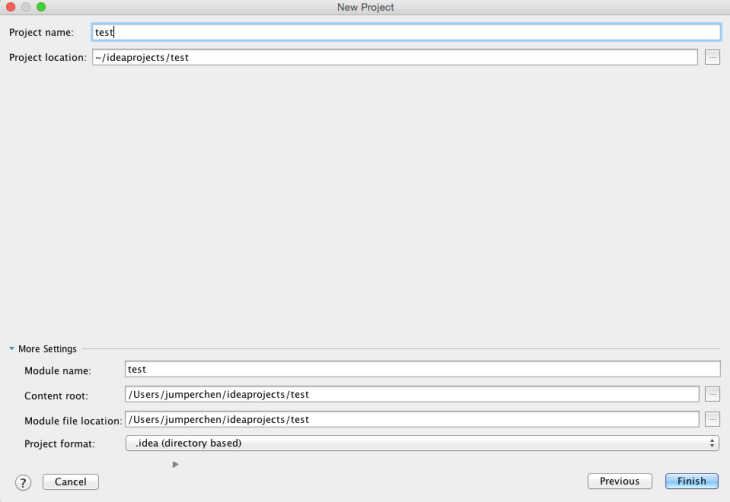 New Project
Project name: test
Project location: ~/ideaprojects/test ...
More Settings
Module name: test
Content root: /Users/jumperchen/ideaprojects/test ...
Module file location: /Users/jumperchen/ideaprojects/test ...
Project format: .idea (directory based)
? Cancel Previous Finish